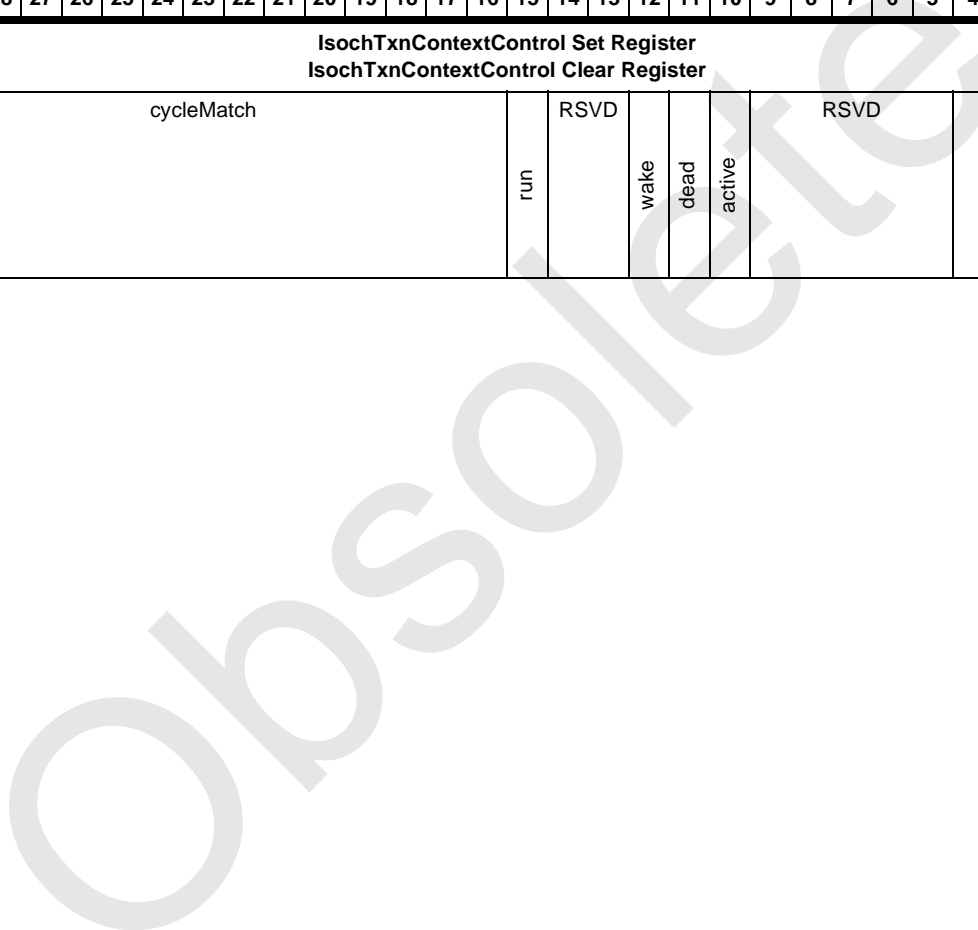 27 26 25 24 23 22 21 20 19 18 17 16 15 14 13 12 11 10 9 8 7 6 5 4
IsochTxnContextControl Set Register
IsochTxnContextControl Clear Register
cycleMatch run RSVD wake dead active RSVD
Obsolete